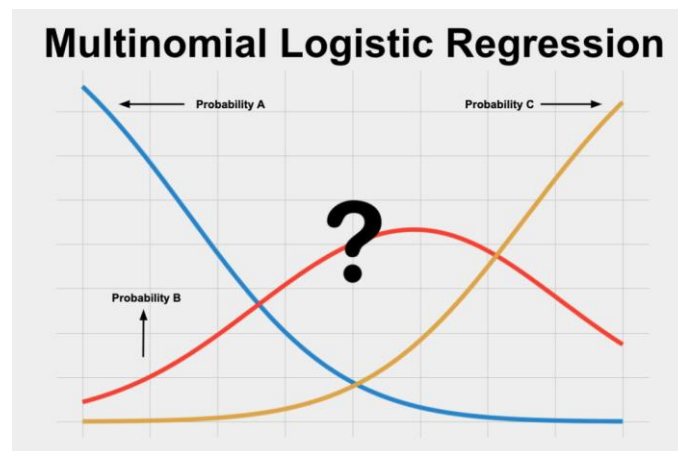 Multinomial Logistic Regression
Probability A
Probability C
?
Probability B